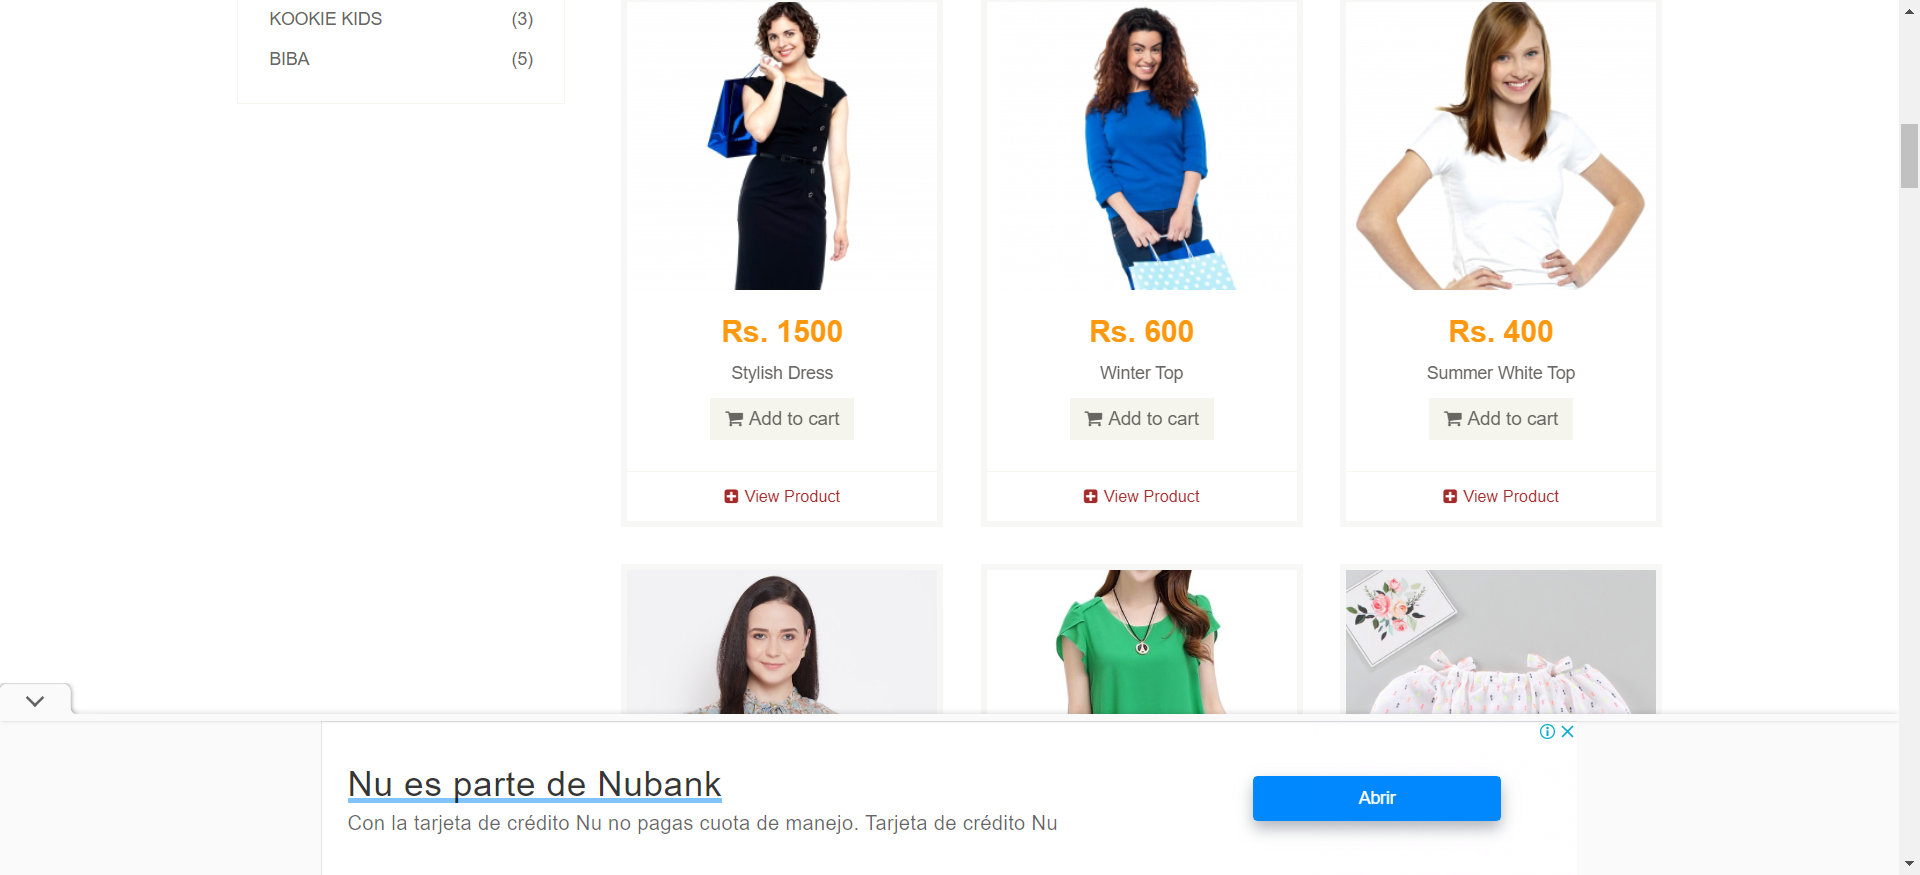 KOOKIE KIDS (3)
BIBA (5)
Rs. 1500
Stylish Dress
Add to cart
View Product
Rs. 600
Winter Top
Add to cart
View Product
Rs. 400
Summer White Top
Add to cart
View Product
Nu es parte de Nubank
Con la tarjeta de crédito Nu no pagas cuota de manejo. Tarjeta de crédito Nu
Abrir